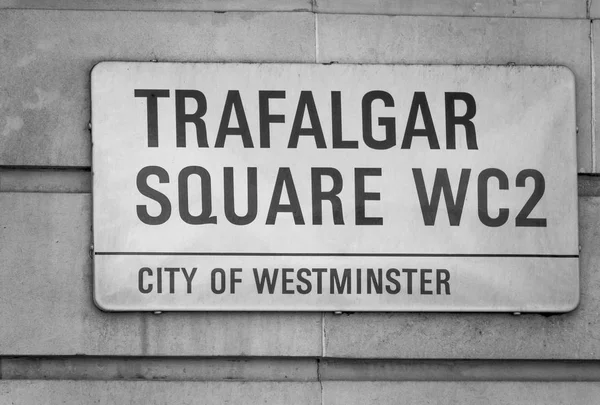 TRAFALGAR
SQUARE WC2
CITY OF WESTMINSTER